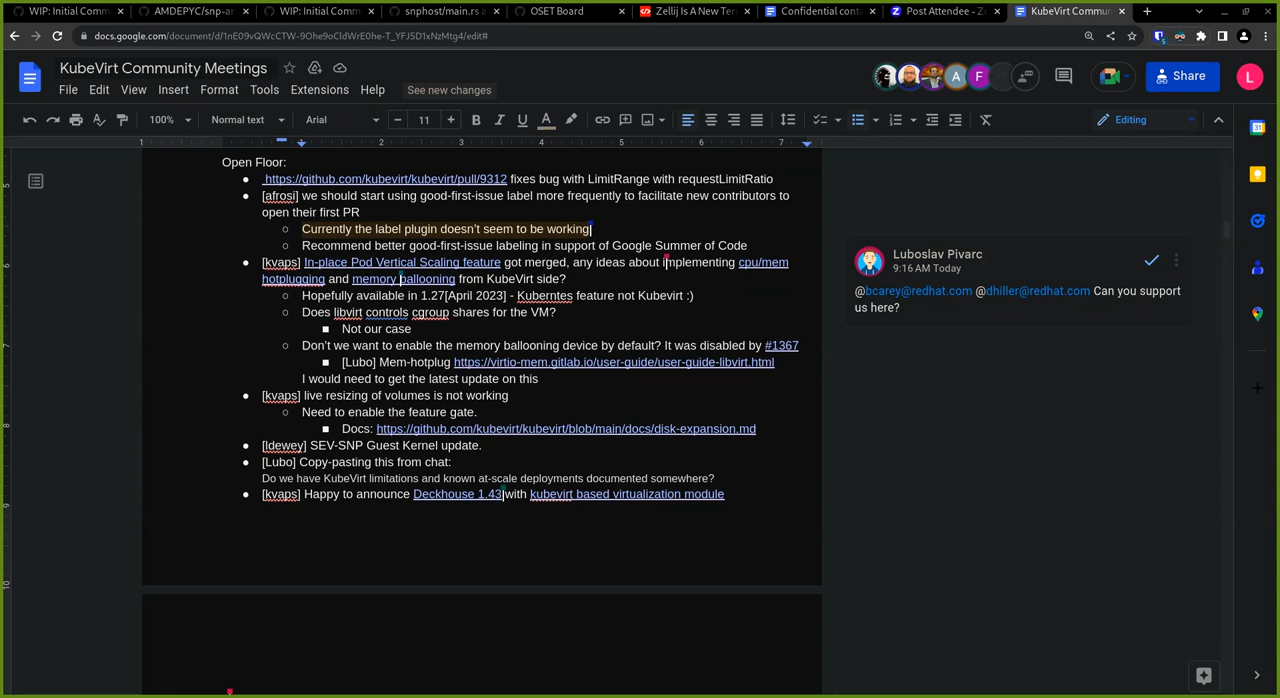 WIP: Initial Comm
AMDEPYC/snp-a
WIP: Initial Comm
snphost/main.rs a
OSET Board
Zellij Is A New Ter
Confidential cont
Post Attendee - Ze
KubeVirt Commu
docs.google.com/document/d/1nE09vQWcCTW-9Ohe9oCldWrE0he-T_YFJ5D1xNzMtg4/edit#
KubeVirt Community Meetings
A
F
Share
L
File Edit View Insert Format Tools Extensions Help See new changes
100% Normal text Arial 11 Editing
1 1 2 3 4 5 6 7
Open Floor:
https://github.com/kubevirt/kubevirt/pull/9312 fixes bug with LimitRange with requestLimitRatio
[afrosi] we should start using good-first-issue label more frequently to facilitate new contributors to
open their first PR
Currently the label plugin doesn't seem to be working
Recommend better good-first-issue labeling in support of Google Summer of Code
[kvaps] In-place Pod Vertical Scaling feature got merged, any ideas about implementing cpu/mem
hotplugging and memory ballooning from KubeVirt side?
Hopefully available in 1.27[April 2023] - Kuberntes feature not Kubevirt :)
Does libvirt controls cgroup shares for the VM?
Not our case
Don't we want to enable the memory ballooning device by default? It was disabled by #1367
[Lubo] Mem-hotplug https://virtio-mem.gitlab.io/user-guide/user-guide-libvirt.html
I would need to get the latest update on this
[kvaps] live resizing of volumes is not working
Need to enable the feature gate.
Docs: https://github.com/kubevirt/kubevirt/blob/main/docs/disk-expansion.md
[ldewey] SEV-SNP Guest Kernel update.
[Lubo] Copy-pasting this from chat:
Do we have KubeVirt limitations and known at-scale deployments documented somewhere?
[kvaps] Happy to announce Deckhouse 1.43 with kubevirt based virtualization module
Luboslav Pivarc
9:16 AM Today
@bcarey@redhat.com @dhiller@redhat.com Can you support
us here?